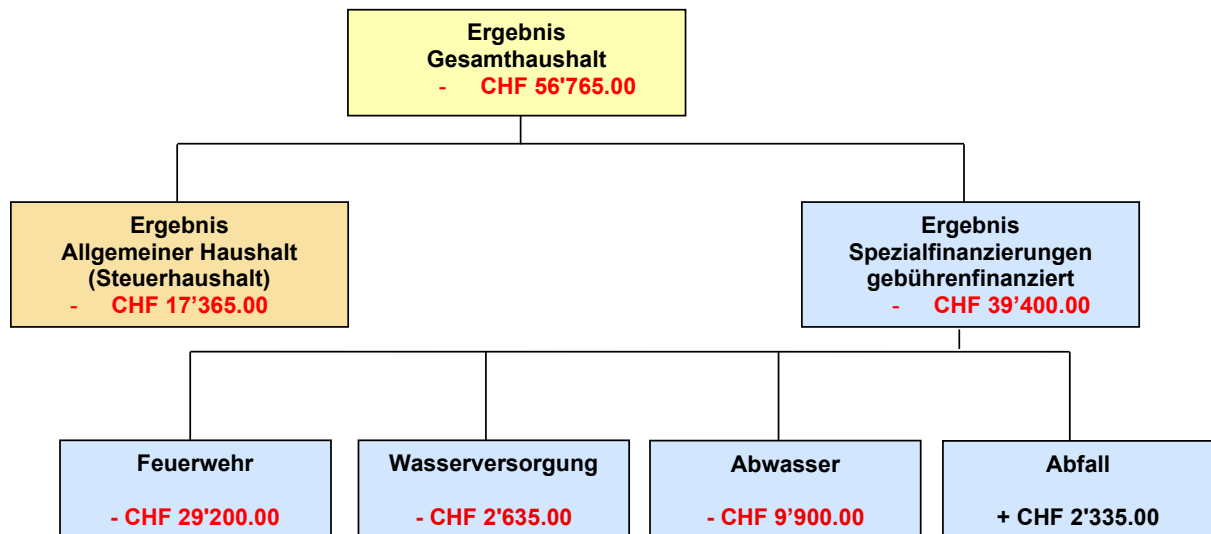 Ergebnis
Gesamthaushalt
- CHF 56'765.00
Ergebnis
Allgemeiner Haushalt
(Steuerhaushalt)
- CHF 17’365.00
Ergebnis
Spezialfinanzierungen
gebührenfinanziert
- CHF 39’400.00
Feuerwehr
- CHF 29'200.00
Wasserversorgung
- CHF 2'635.00
Abwasser
- CHF 9’900.00
Abfall
+ CHF 2'335.00